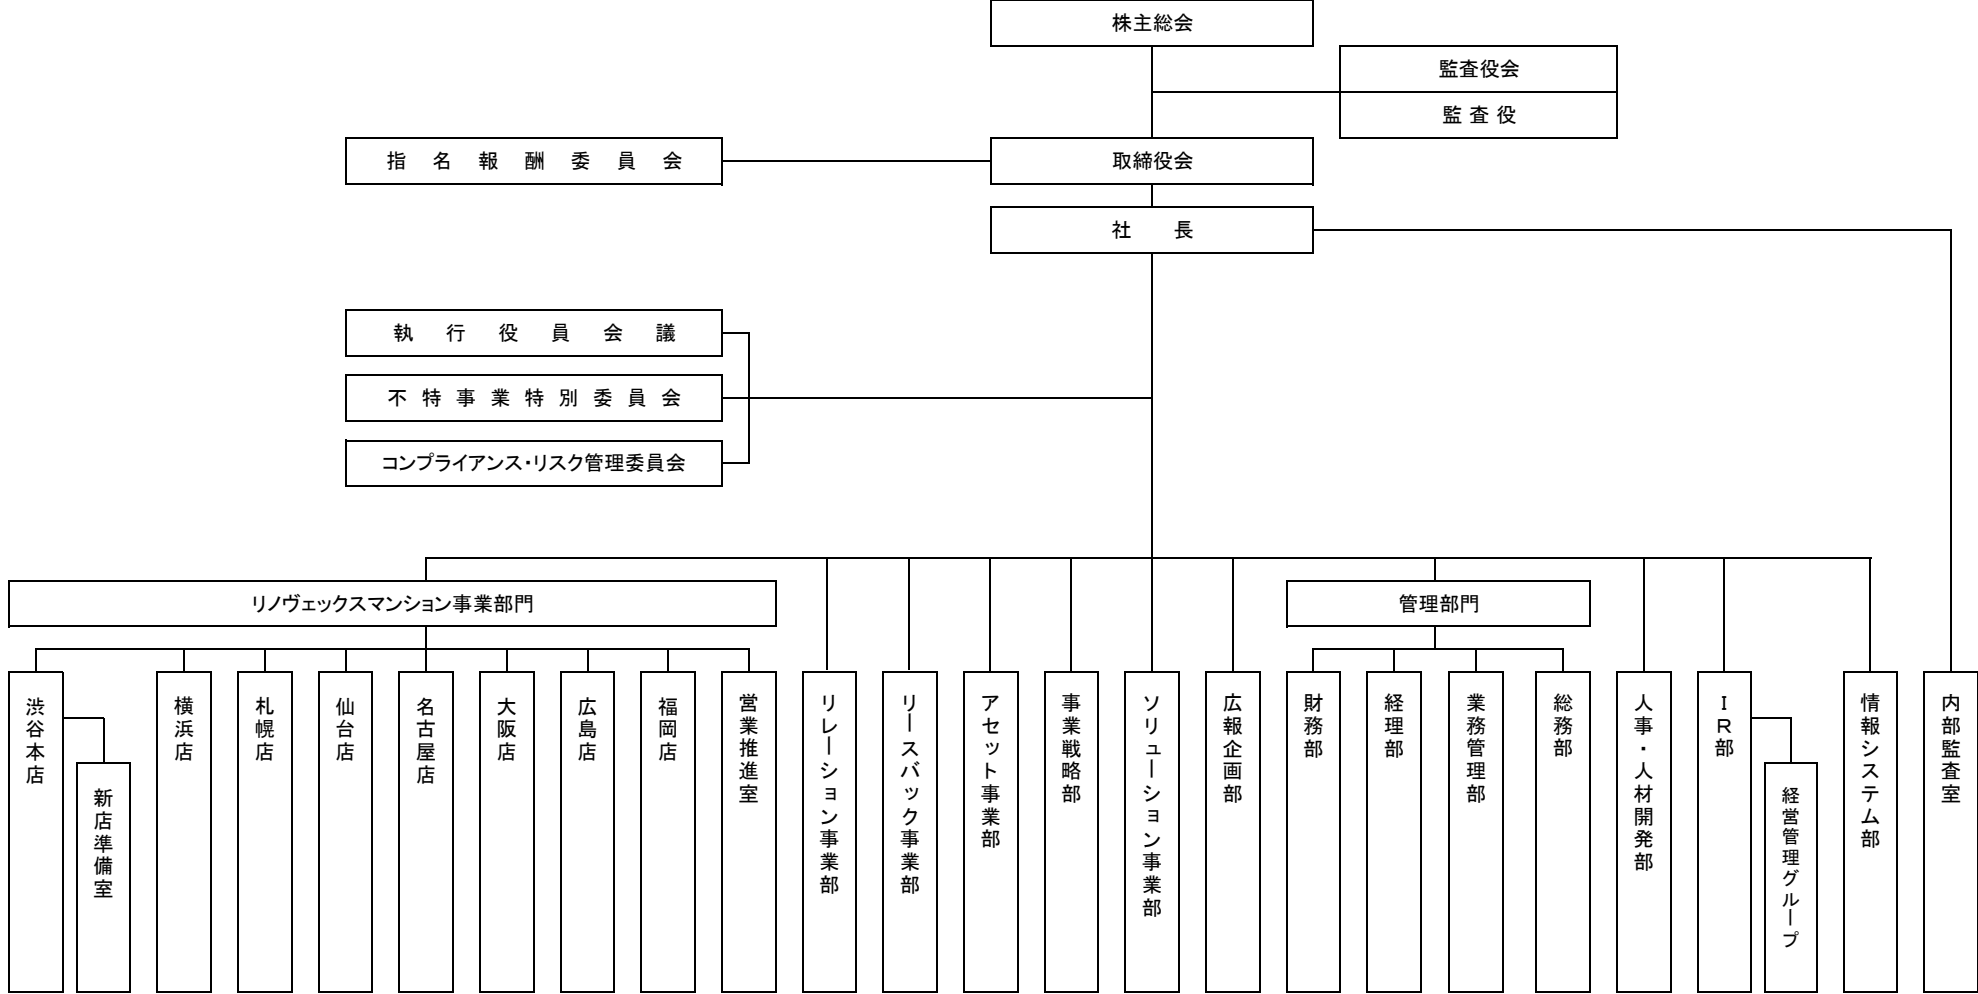 株主総会
監査役会
監 査 役
指 名 報 酬 委 員 会
取締役会
社 長
執 行 役 員 会 議
不 特 事 業 特 別 委 員 会
コンプライアンス・リスク管理委員会
リノヴェックスマンション事業部門
管理部門
渋谷本店
新店準備室
横浜店
札幌店
仙台店
名古屋店
大阪店
広島店
福岡店
営業推進室
リレーション事業部
リースバック事業部
アセット事業部
事業戦略部
ソリューション事業部
広報企画部
財務部
経理部
業務管理部
総務部
人事・人材開発部
ＩＲ部
経営管理グループ
情報システム部
内部監査室